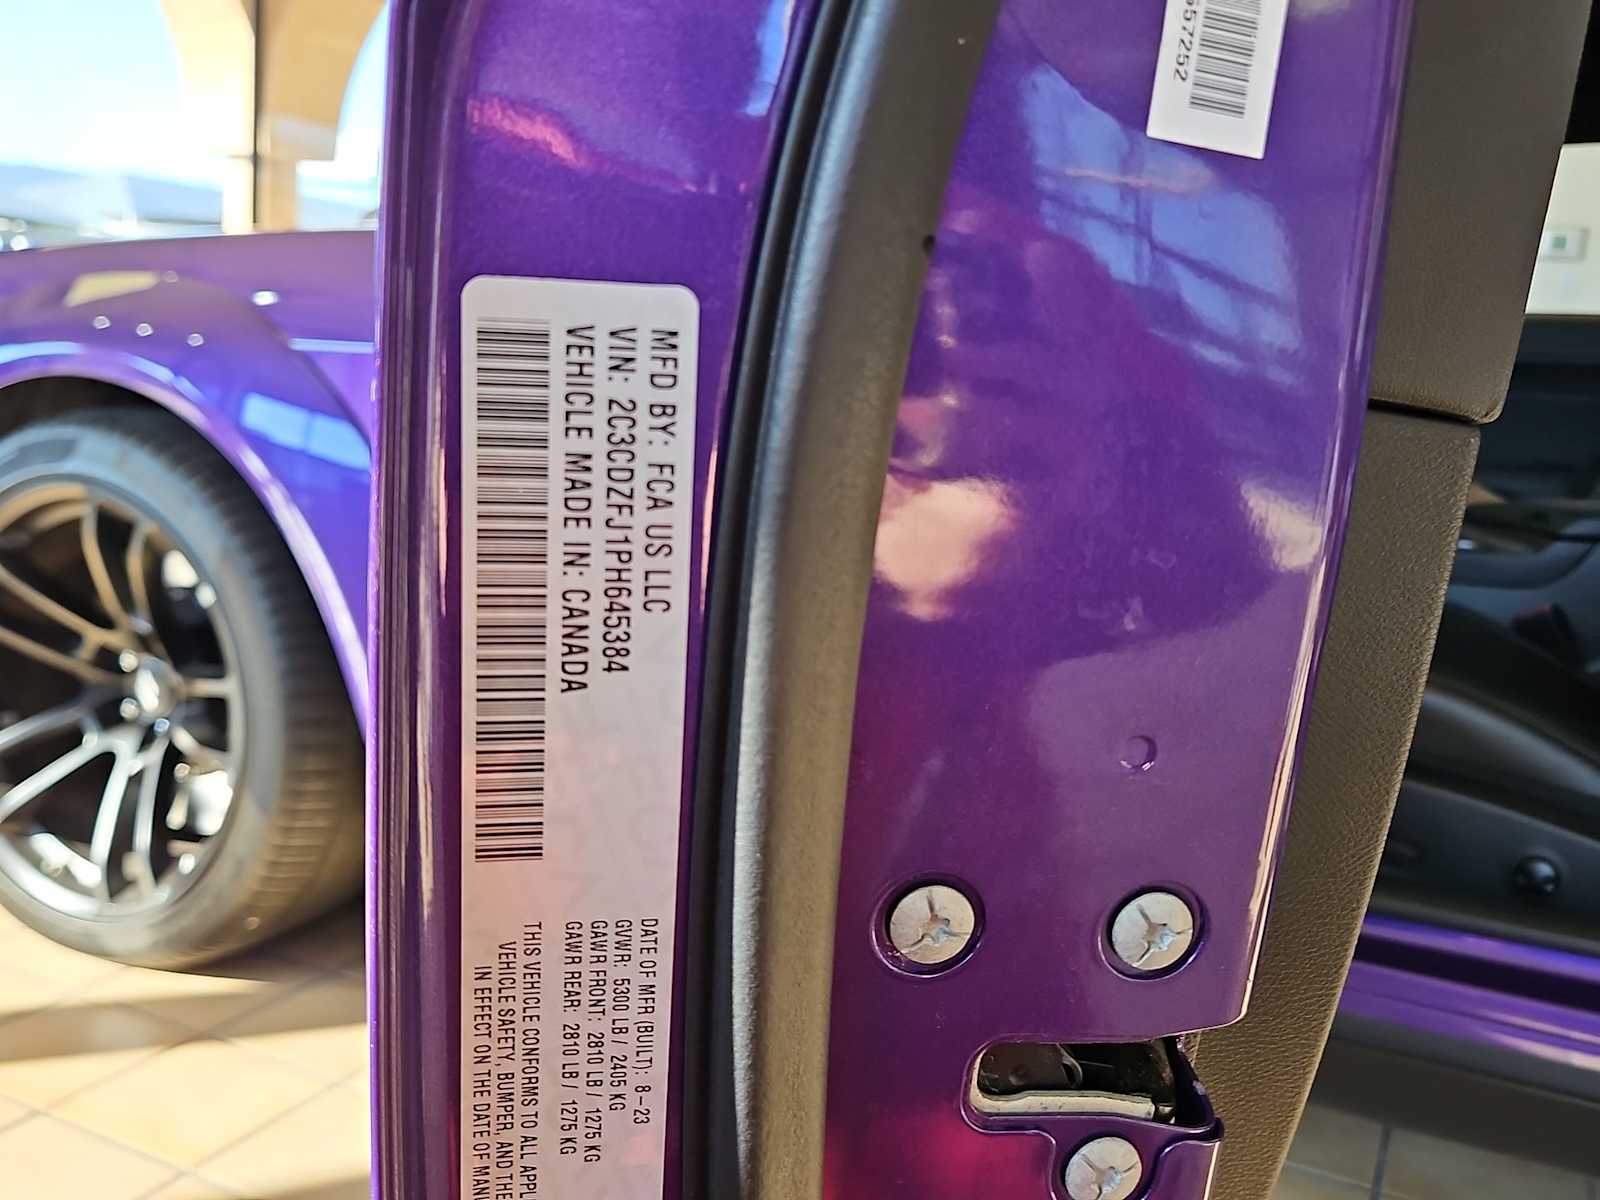 MFD BY: FCA US LLC
VIN: 2C3CDZFJ1PH645384
VEHICLE MADE IN: CANADA
DATE OF MFR (BUILT): 8-23
GVWR: 5300 LB / 2405 KG
GAWR FRONT: 2810 LB / 1275 KG
GAWR REAR: 2810 LB / 1275 KG
THIS VEHICLE CONFORMS TO ALL APPLI
VEHICLE SAFETY, BUMPER, AND THE
IN EFFECT ON THE DATE OF MANU
57252